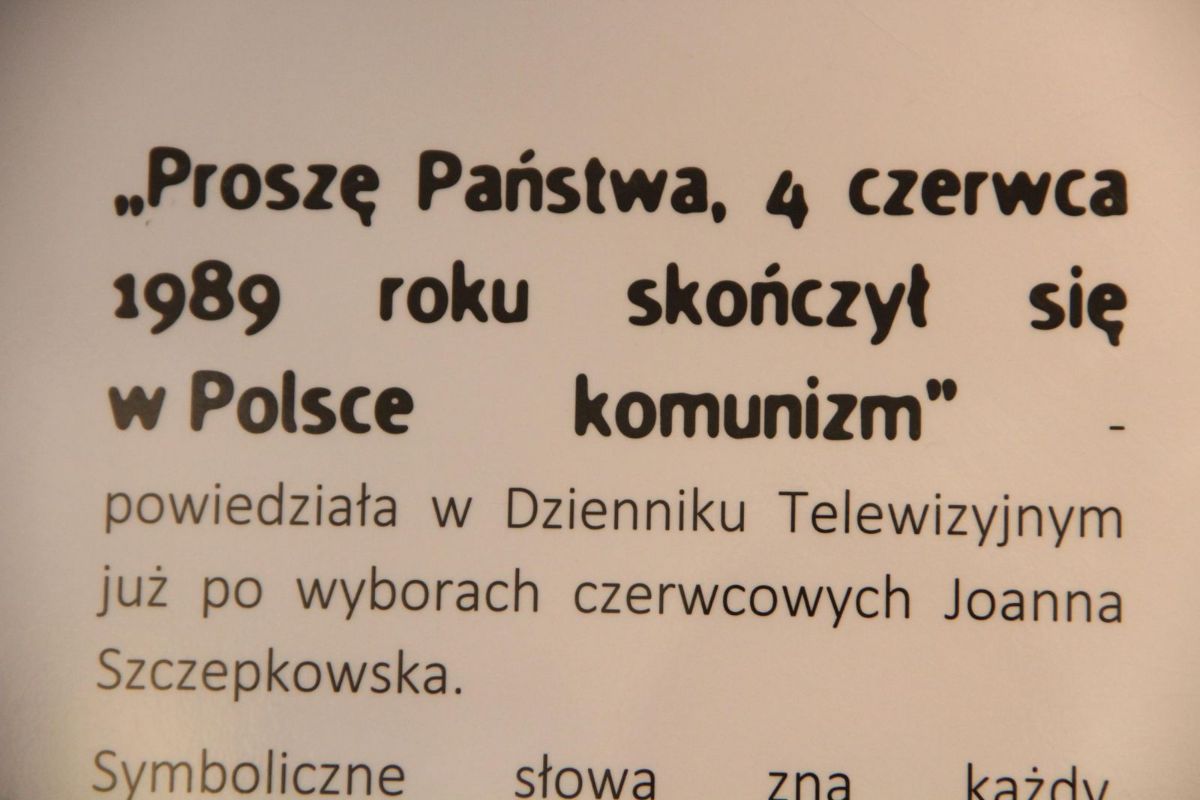 „Proszę Państwa, 4 czerwca
1989 roku skończył się
w Polsce komunizm” -
powiedziała w Dzienniku Telewizyjnym
już po wyborach czerwcowych Joanna
Szczepkowska.
Symboliczne słowa zna każdy